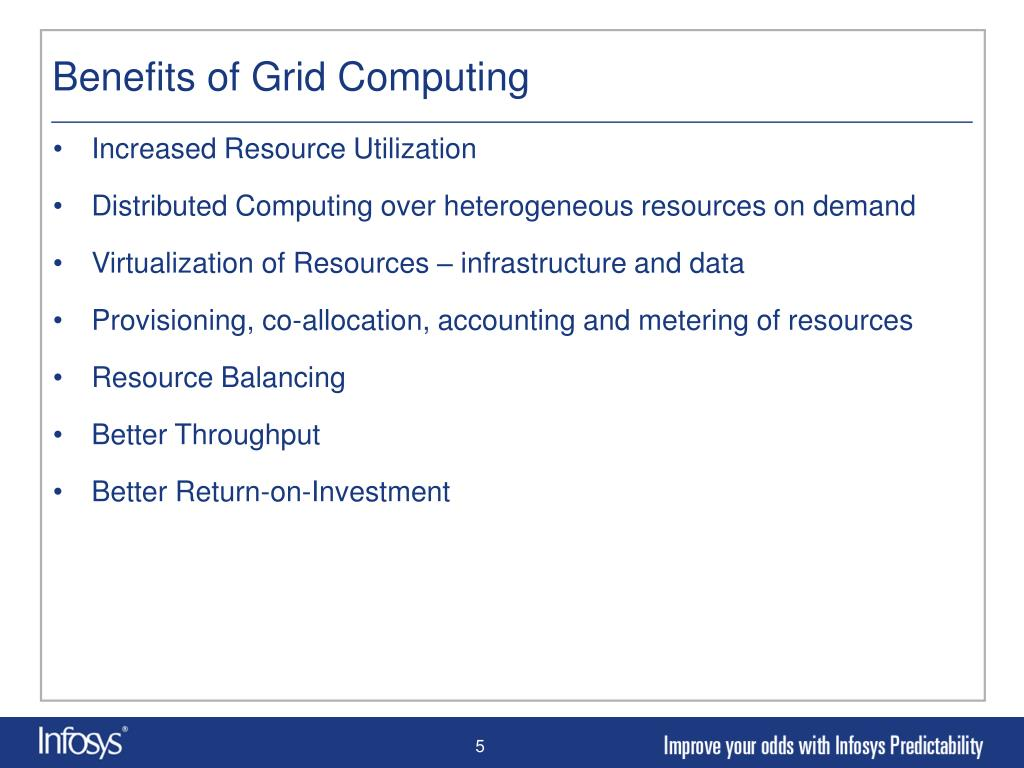 Benefits of Grid Computing
• Increased Resource Utilization
• Distributed Computing over heterogeneous resources on demand
• Virtualization of Resources – infrastructure and data
• Provisioning, co-allocation, accounting and metering of resources
• Resource Balancing
• Better Throughput
• Better Return-on-Investment
Infosys®
5
Improve your odds with Infosys Predictability